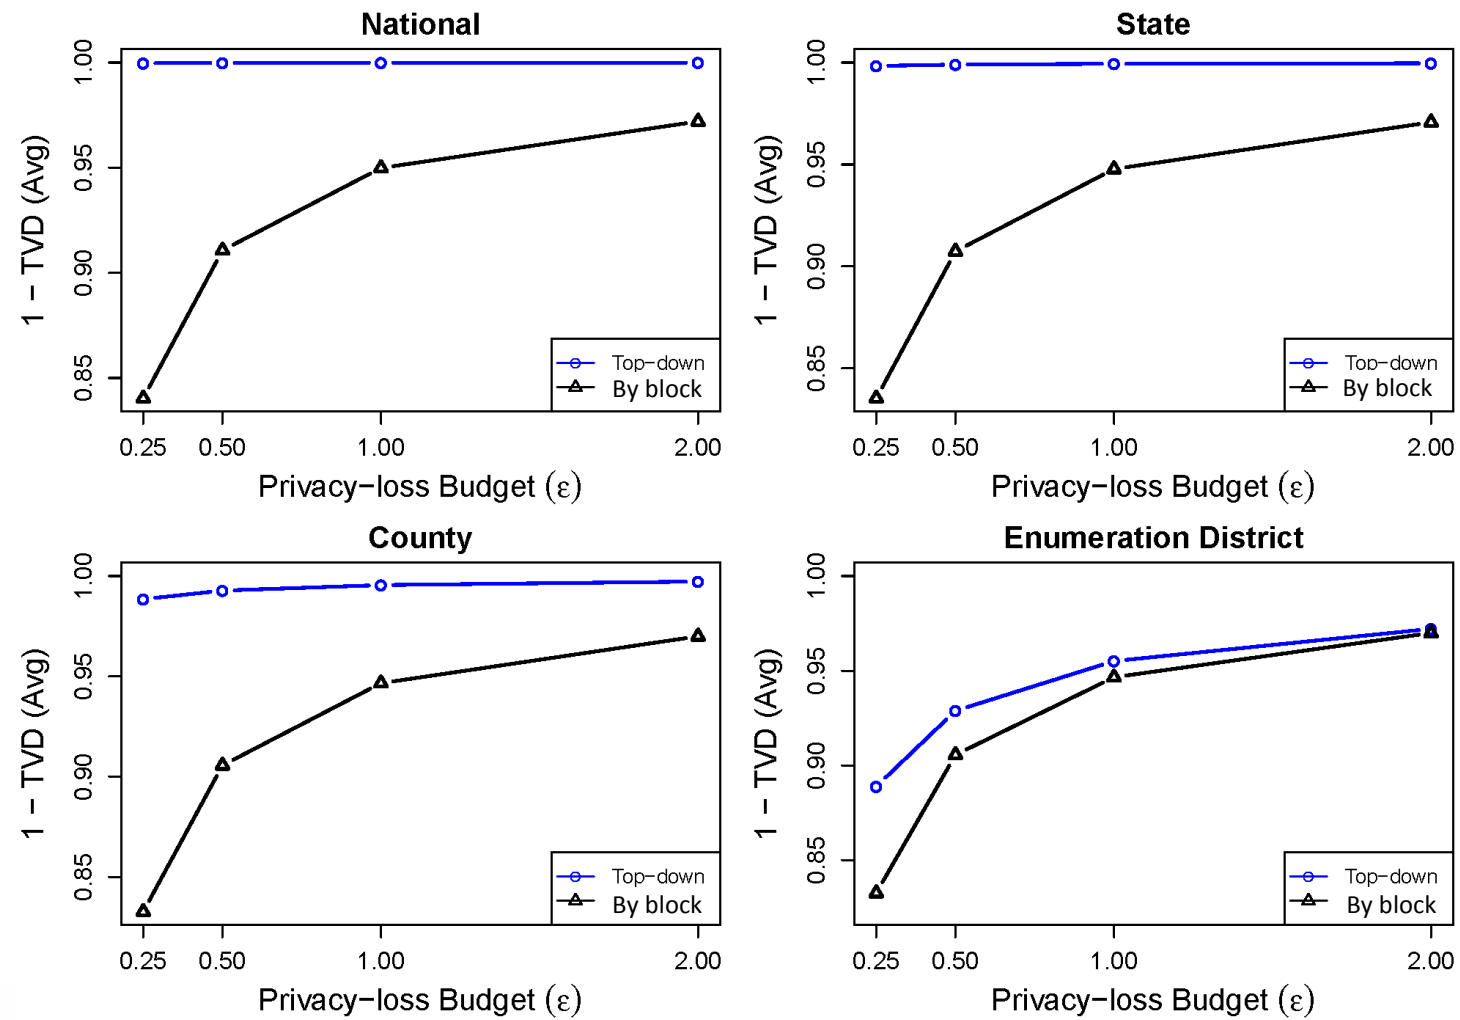 National
1 − TVD (Avg)
1.00
0.95
0.90
0.85
Top−down
By block
0.25 0.50 1.00 2.00
Privacy−loss Budget (ε)
State
1 − TVD (Avg)
1.00
0.95
0.90
0.85
Top−down
By block
0.25 0.50 1.00 2.00
Privacy−loss Budget (ε)
County
1 − TVD (Avg)
1.00
0.95
0.90
0.85
Top−down
By block
0.25 0.50 1.00 2.00
Privacy−loss Budget (ε)
Enumeration District
1 − TVD (Avg)
1.00
0.95
0.90
0.85
Top−down
By block
0.25 0.50 1.00 2.00
Privacy−loss Budget (ε)